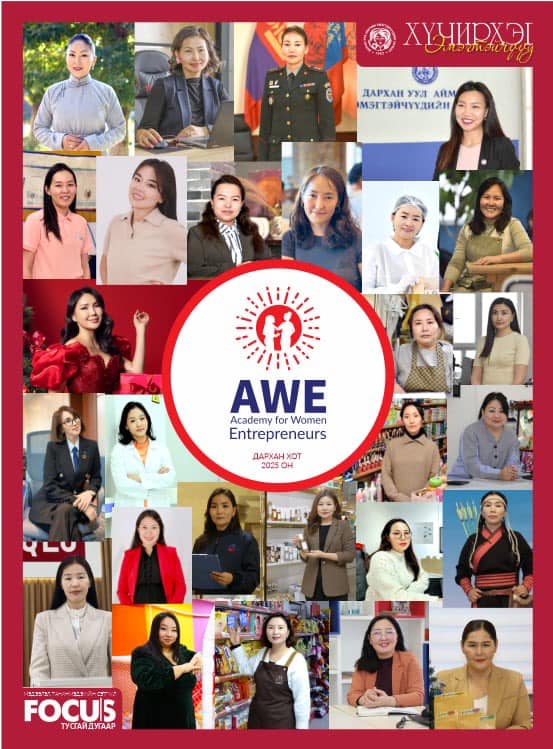 ХҮЧИРХЭГ
Эмэгтэйчүүд
ДАРХАН УУЛ АЙМ
ЭМЭГТЭЙЧҮҮДИЙН
AWE
Academy for Women
Entrepreneurs
ДАРХАН ХОТ
2025 ОН
FOCUS
ТУСГАЙ ДУГААР